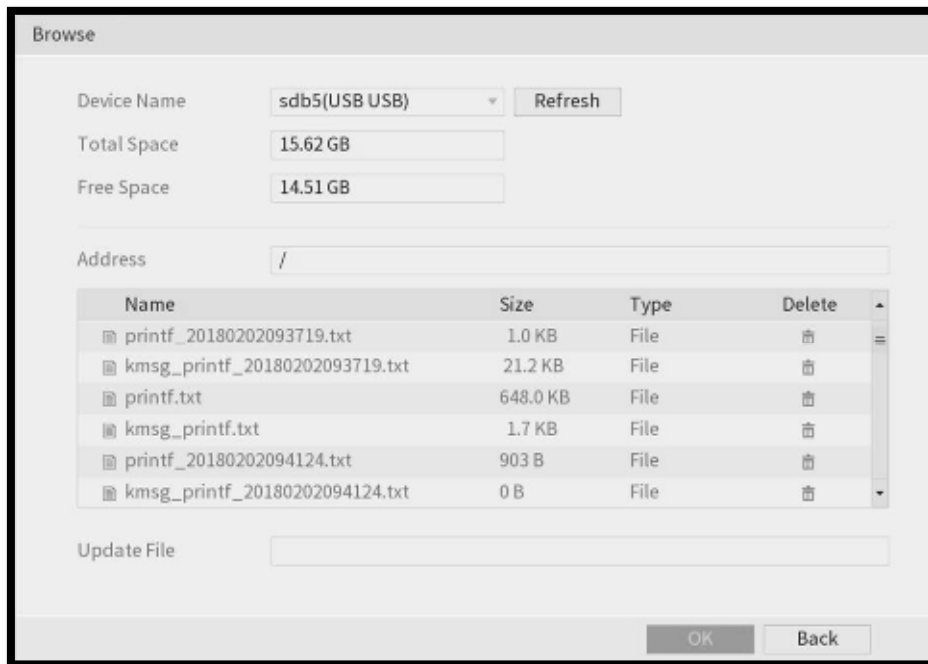 Browse
Device Name sdb5(USB USB) Refresh
Total Space 15.62 GB
Free Space 14.51 GB
Address /
Name Size Type Delete
printf_20180202093719.txt 1.0 KB File
kmsg_printf_20180202093719.txt 21.2 KB File
printf.txt 648.0 KB File
kmsg_printf.txt 1.7 KB File
printf_20180202094124.txt 903 B File
kmsg_printf_20180202094124.txt 0 B File
Update File
OK Back